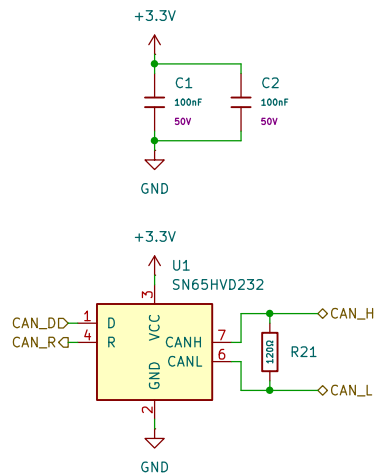 +3.3V
C1 C2
100nF 100nF
50V 50V
GND
+3.3V
U1
SN65HVD232
3
CAN_D 1 D VCC
CAN_R 4 R CANH 7 CAN_H
CANL 6 120Ω R21
GND CAN_L
2
GND